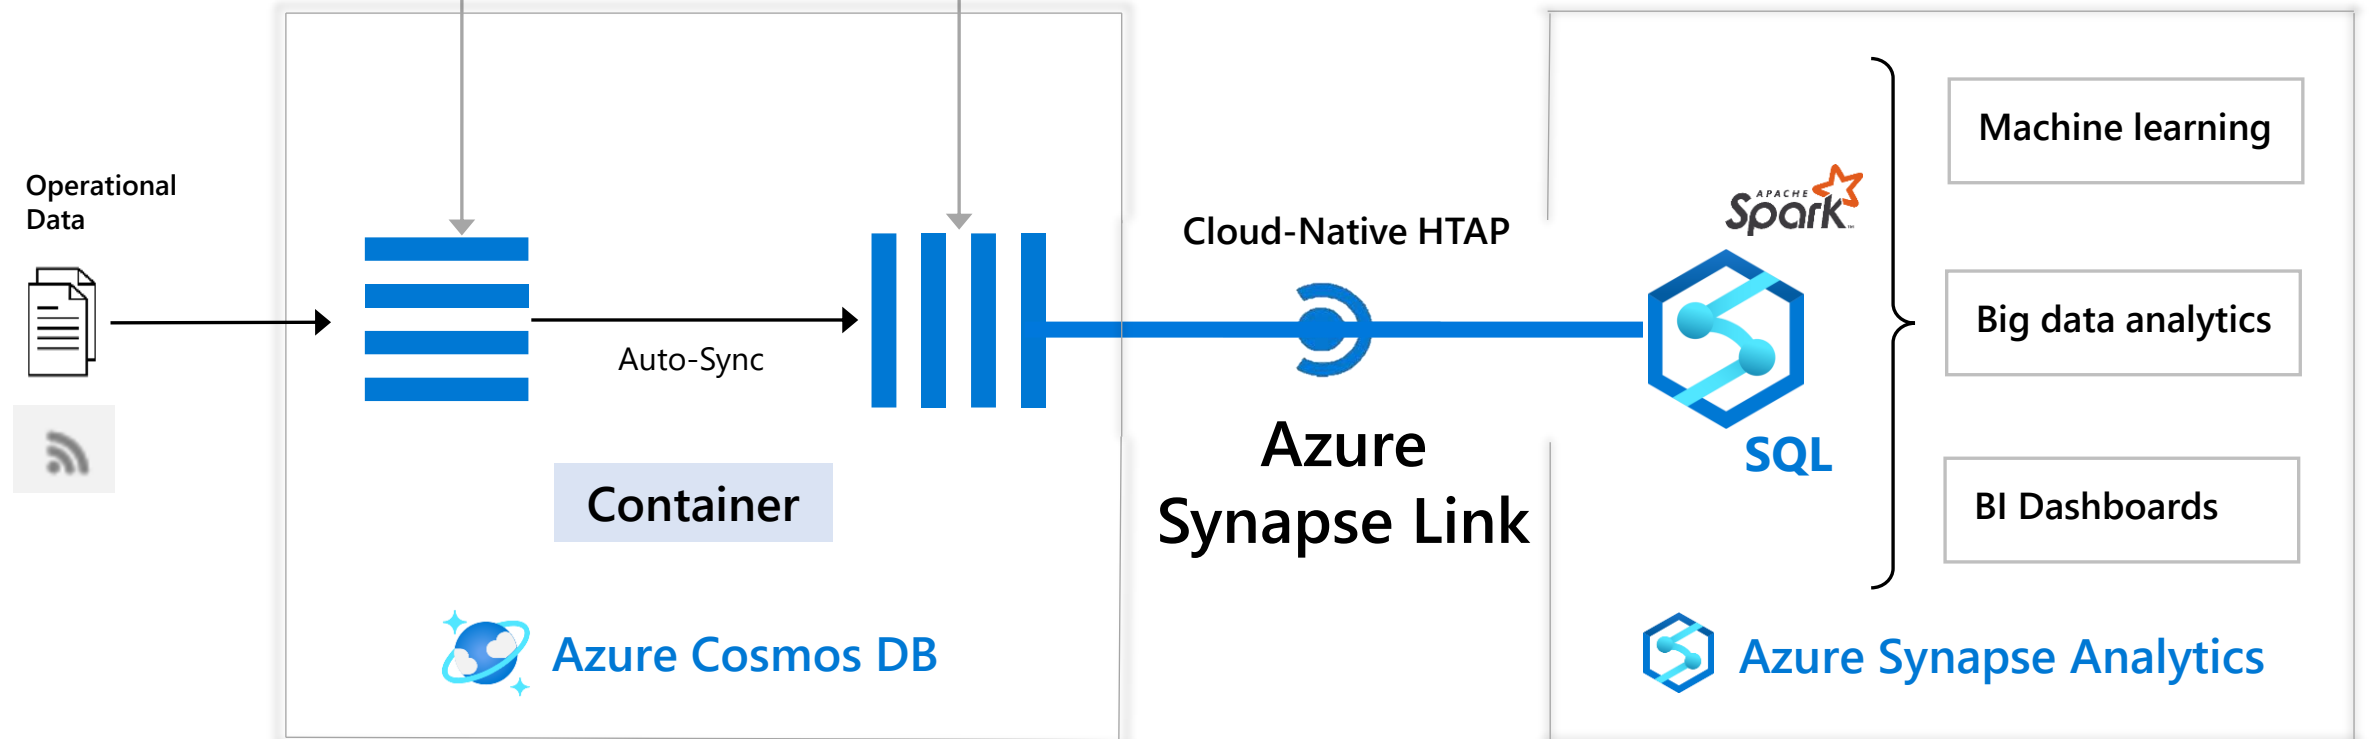 Operational
Data
Auto-Sync
Container
Azure Cosmos DB
Cloud-Native HTAP
Azure
Synapse Link
APACHE
Spark
SQL
Machine learning
Big data analytics
BI Dashboards
Azure Synapse Analytics